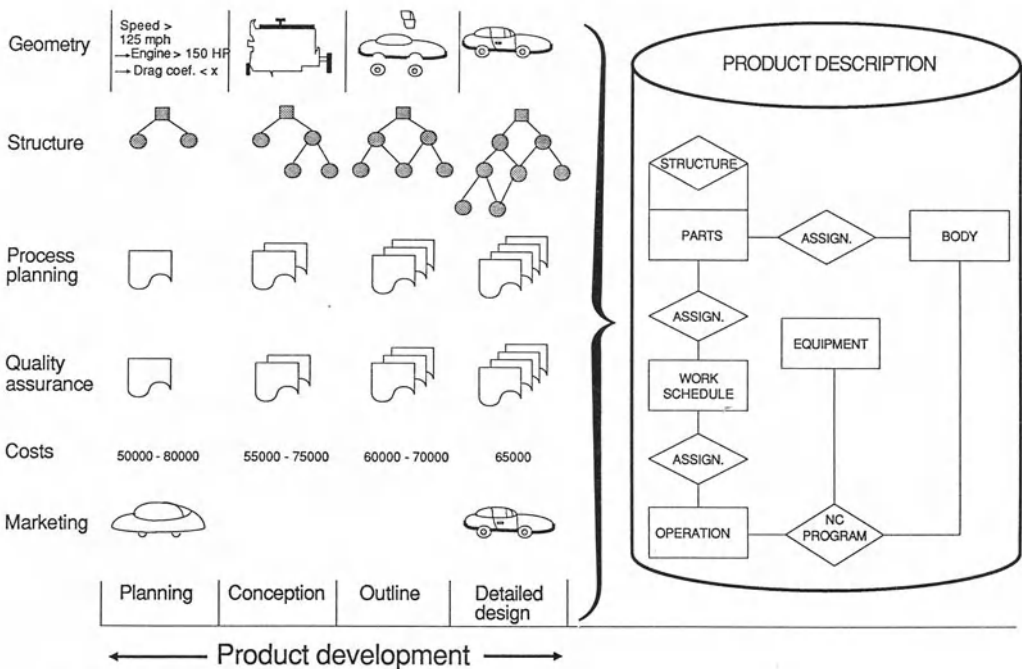 Geometry
Speed >
125 mph
→Engine > 150 HP
→ Drag coef. < x
Structure
Process
planning
Quality
assurance
Costs
50000 - 80000
55000 - 75000
60000 - 70000
65000
Marketing
Planning
Conception
Outline
Detailed
design
Product development
PRODUCT DESCRIPTION
STRUCTURE
PARTS
ASSIGN.
BODY
ASSIGN.
EQUIPMENT
WORK
SCHEDULE
ASSIGN.
OPERATION
NC
PROGRAM